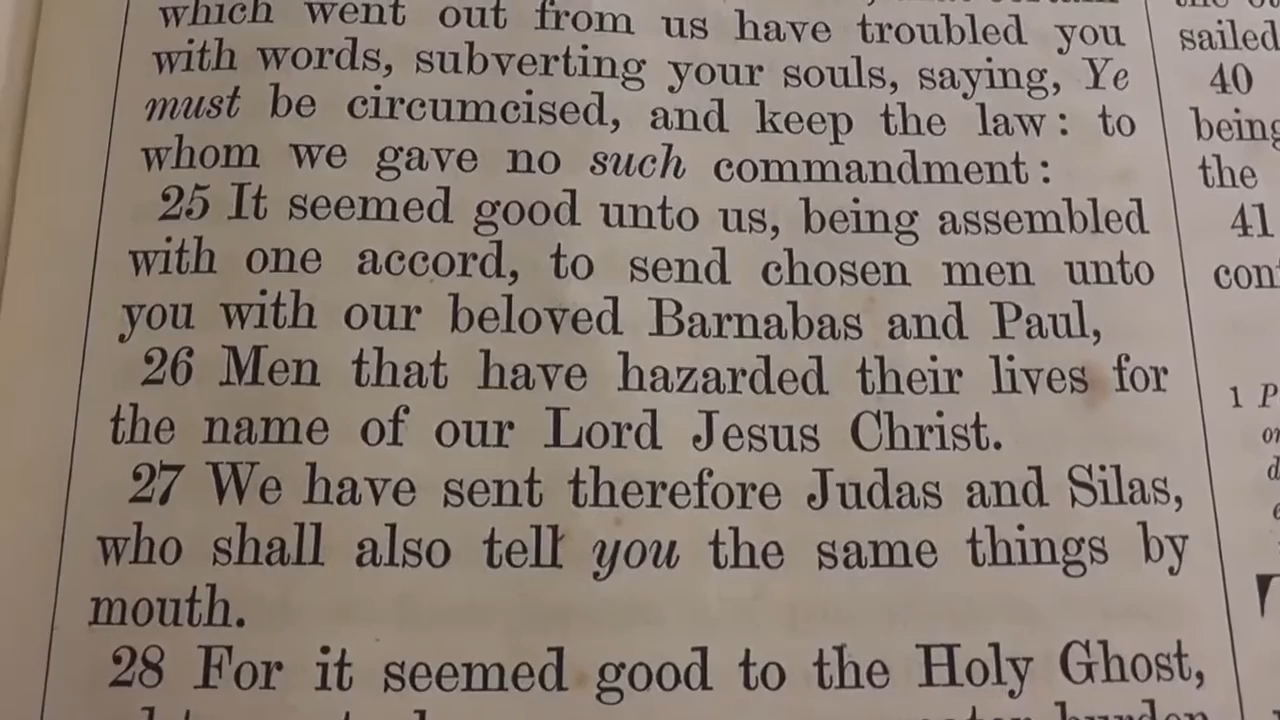 which went out from us have troubled you
with words, subverting your souls, saying, Ye
must be circumcised, and keep the law: to
whom we gave no such commandment:
25 It seemed good unto us, being assembled
with one accord, to send chosen men unto
you with our beloved Barnabas and Paul,
26 Men that have hazarded their lives for
the name of our Lord Jesus Christ.
27 We have sent therefore Judas and Silas,
who shall also tell you the same things by
mouth.
28 For it seemed good to the Holy Ghost,
sailed
40
being
the
41
1 P